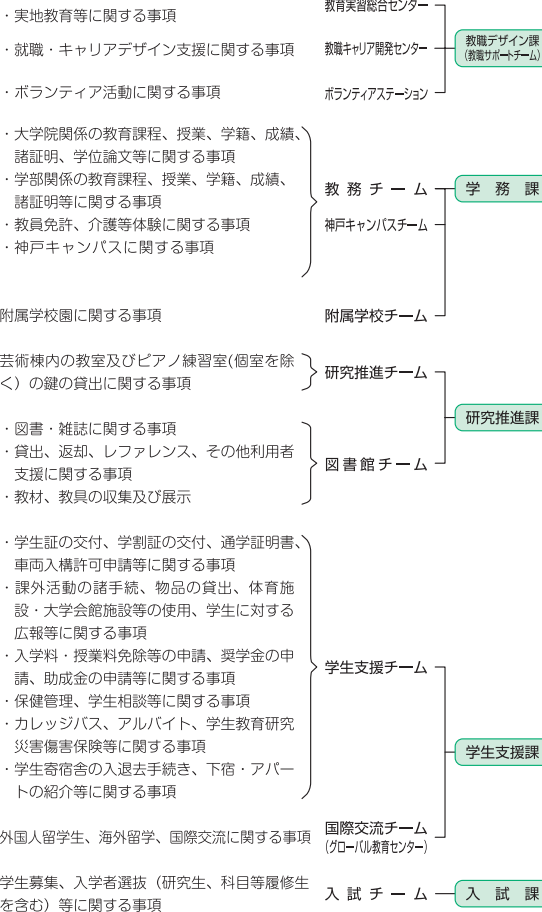 教育実習総合センター
・実地教育等に関する事項
・就職・キャリアデザイン支援に関する事項
教職キャリア開発センター
教職デザイン課
(教職サポートチーム)
・ボランティア活動に関する事項
ボランティアステーション
・大学院関係の教育課程、授業、学籍、成績、
諸証明、学位論文等に関する事項
・学部関係の教育課程、授業、学籍、成績、
諸証明等に関する事項
・教員免許、介護等体験に関する事項
・神戸キャンパスに関する事項
教務チーム
学務課
神戸キャンパスチーム
附属学校園に関する事項
附属学校チーム
芸術棟内の教室及びピアノ練習室(個室を除
く）の鍵の貸出に関する事項
研究推進チーム
研究推進課
・図書・雑誌に関する事項
・貸出、返却、レファレンス、その他利用者
支援に関する事項
・教材、教具の収集及び展示
図書館チーム
・学生証の交付、学割証の交付、通学証明書、
車両入構許可申請等に関する事項
・課外活動の諸手続、物品の貸出、体育施
設・大学会館施設等の使用、学生に対する
広報等に関する事項
・入学料・授業料免除等の申請、奨学金の申
請、助成金の申請等に関する事項
・保健管理、学生相談等に関する事項
・カレッジバス、アルバイト、学生教育研究
災害傷害保険等に関する事項
・学生寄宿舎の入退去手続き、下宿・アパー
トの紹介等に関する事項
学生支援チーム
学生支援課
外国人留学生、海外留学、国際交流に関する事項
国際交流チーム
(グローバル教育センター)
学生募集、入学者選抜（研究生、科目等履修生
を含む）等に関する事項
入試チーム
入試課